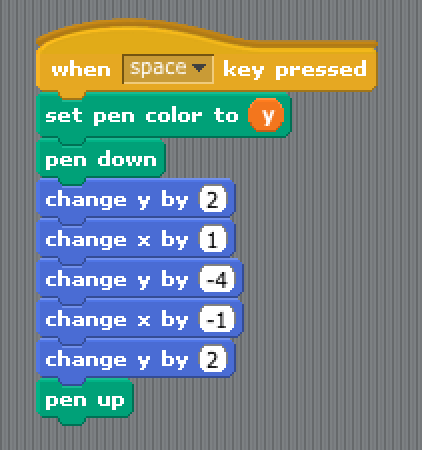 when space key pressed
set pen color to y
pen down
change y by 2
change x by 1
change y by -4
change x by -1
change y by 2
pen up